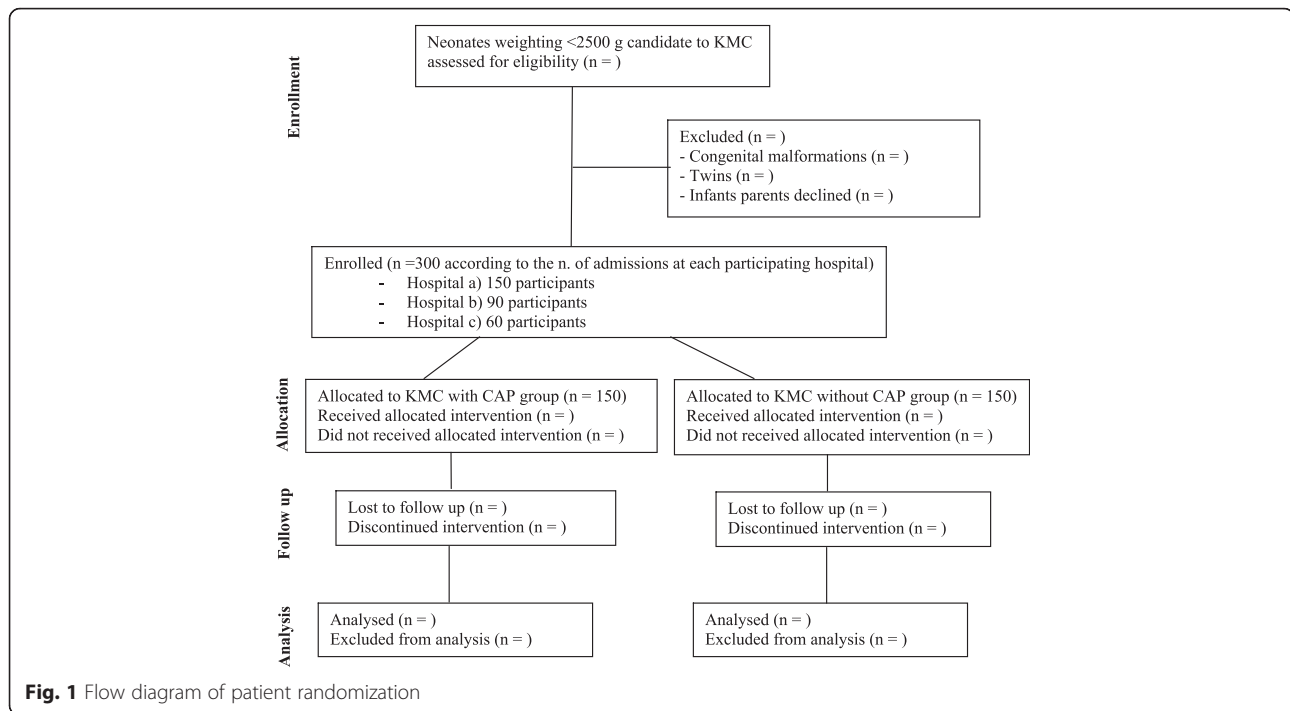 Enrollment
Neonates weighting <2500 g candidate to KMC
assessed for eligibility (n = )
Excluded (n = )
- Congenital malformations (n = )
- Twins (n = )
- Infants parents declined (n = )
Enrolled (n =300 according to the n. of admissions at each participating hospital)
- Hospital a) 150 participants
- Hospital b) 90 participants
- Hospital c) 60 participants
Allocation
Allocated to KMC with CAP group (n = 150)
Received allocated intervention (n = )
Did not received allocated intervention (n = )
Allocated to KMC without CAP group (n = 150)
Received allocated intervention (n = )
Did not received allocated intervention (n = )
Follow up
Lost to follow up (n = )
Discontinued intervention (n = )
Lost to follow up (n = )
Discontinued intervention (n = )
Analysis
Analysed (n = )
Excluded from analysis (n = )
Analysed (n = )
Excluded from analysis (n = )
Fig. 1 Flow diagram of patient randomization